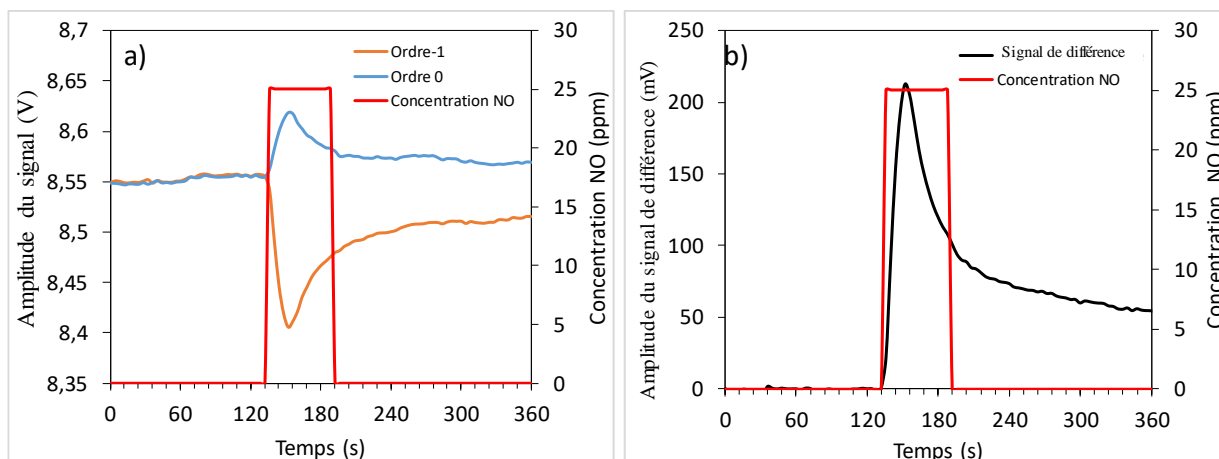 a)
Ordre-1
Ordre 0
Concentration NO
8,7
8,65
8,6
8,55
8,5
8,45
8,4
8,35
Amplitude du signal (V)
30
25
20
15
10
5
0
Concentration NO (ppm)
0 60 120 180 240 300 360
Temps (s)
b)
Signal de différence
Concentration NO
250
200
150
100
50
0
Amplitude du signal de différence (mV)
30
25
20
15
10
5
0
Concentration NO (ppm)
0 60 120 180 240 300 360
Temps (s)